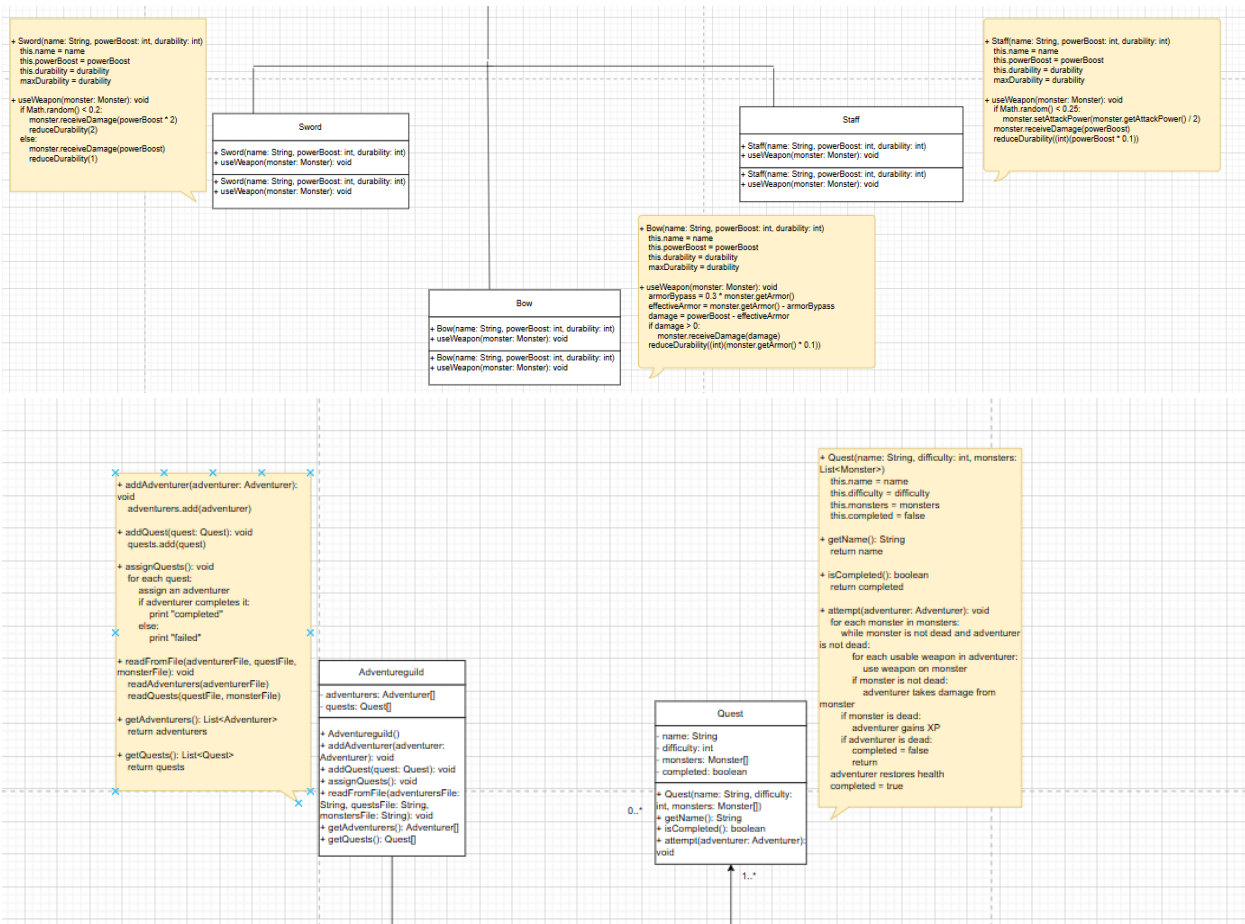 + Sword(name: String, powerBoost: int, durability: int)
this.name = name
this.powerBoost = powerBoost
this.durability = durability
maxDurability = durability
+ useWeapon(monster: Monster): void
if Math.random() < 0.2:
monster.receiveDamage(powerBoost * 2)
reduceDurability(2)
else:
monster.receiveDamage(powerBoost)
reduceDurability(1)
Sword
+ Sword(name: String, powerBoost: int, durability: int)
+ useWeapon(monster: Monster): void
+ Sword(name: String, powerBoost: int, durability: int)
+ useWeapon(monster: Monster): void
Staff
+ Staff(name: String, powerBoost: int, durability: int)
+ useWeapon(monster: Monster): void
+ Staff(name: String, powerBoost: int, durability: int)
+ useWeapon(monster: Monster): void
+ Staff(name: String, powerBoost: int, durability: int)
this.name = name
this.powerBoost = powerBoost
this.durability = durability
maxDurability = durability
+ useWeapon(monster: Monster): void
if Math.random() < 0.25:
monster.setAttackPower(monster.getAttackPower() / 2)
monster.receiveDamage(powerBoost)
reduceDurability((int)(powerBoost * 0.1))
Bow
+ Bow(name: String, powerBoost: int, durability: int)
+ useWeapon(monster: Monster): void
+ Bow(name: String, powerBoost: int, durability: int)
+ useWeapon(monster: Monster): void
+ Bow(name: String, powerBoost: int, durability: int)
this.name = name
this.powerBoost = powerBoost
this.durability = durability
maxDurability = durability
+ useWeapon(monster: Monster): void
armorBypass = 0.3 * monster.getArmor()
effectiveArmor = monster.getArmor() - armorBypass
damage = powerBoost - effectiveArmor
if damage > 0:
monster.receiveDamage(damage)
reduceDurability((int)(monster.getArmor() * 0.1))
+ addAdventurer(adventurer: Adventurer):
void
adventurers.add(adventurer)
+ addQuest(quest: Quest): void
quests.add(quest)
+ assignQuests(): void
for each quest:
assign an adventurer
if adventurer completes it:
print "completed"
else:
print "failed"
+ readFromFile(adventurerFile, questFile,
monsterFile): void
readAdventurers(adventurerFile)
readQuests(questFile, monsterFile)
+ getAdventurers(): List<Adventurer>
return adventurers
+ getQuests(): List<Quest>
return quests
Adventureguild
- adventurers: Adventurer[]
- quests: Quest[]
+ Adventureguild()
+ addAdventurer(adventurer:
Adventurer): void
+ addQuest(quest: Quest): void
+ assignQuests(): void
+ readFromFile(adventurersFile:
String, questsFile: String,
monstersFile: String): void
+ getAdventurers(): Adventurer[]
+ getQuests(): Quest[]
0..*
Quest
- name: String
- difficulty: int
- monsters: Monster[]
- completed: boolean
+ Quest(name: String, difficulty:
int, monsters: Monster[])
+ getName(): String
+ isCompleted(): boolean
+ attempt(adventurer: Adventurer):
void
1..*
+ Quest(name: String, difficulty: int, monsters:
List<Monster>)
this.name = name
this.difficulty = difficulty
this.monsters = monsters
this.completed = false
+ getName(): String
return name
+ isCompleted(): boolean
return completed
+ attempt(adventurer: Adventurer): void
for each monster in monsters:
while monster is not dead and adventurer
is not dead:
for each usable weapon in adventurer:
use weapon on monster
if monster is not dead:
adventurer takes damage from
monster
if monster is dead:
adventurer gains XP
if adventurer is dead:
completed = false
return
adventurer restores health
completed = true